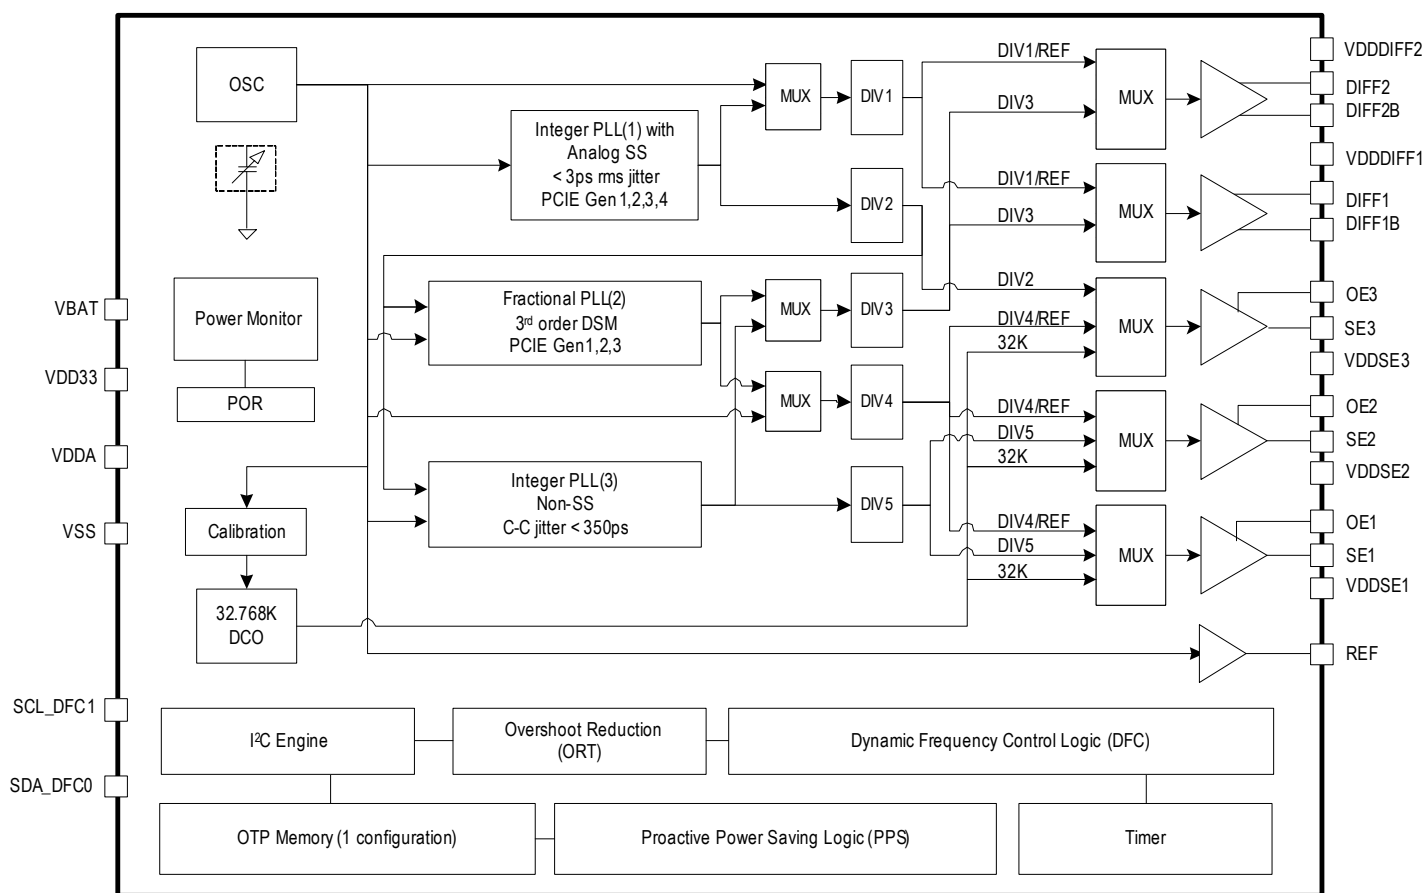 VDDDIFF2
DIFF2
DIFF2B
VDDDIFF1
DIFF1
DIFF1B
OE3
SE3
VDDSE3
OE2
SE2
VDDSE2
OE1
SE1
VDDSE1
REF
VBAT
VDD33
VDDA
VSS
SCL_DFC1
SDA_DFC0
OSC
Power Monitor
POR
Calibration
32.768K
DCO
Integer PLL(1) with
Analog SS
< 3ps rms jitter
PCIE Gen 1,2,3,4
Fractional PLL(2)
3rd order DSM
PCIE Gen1,2,3
Integer PLL(3)
Non-SS
C-C jitter < 350ps
MUX
DIV1
DIV2
MUX
DIV3
MUX
DIV4
DIV5
DIV1/REF
DIV3
MUX
DIV1/REF
DIV3
MUX
DIV2
DIV4/REF
32K
MUX
DIV4/REF
DIV5
32K
MUX
DIV4/REF
DIV5
32K
MUX
I²C Engine
Overshoot Reduction
(ORT)
Dynamic Frequency Control Logic (DFC)
OTP Memory (1 configuration)
Proactive Power Saving Logic (PPS)
Timer